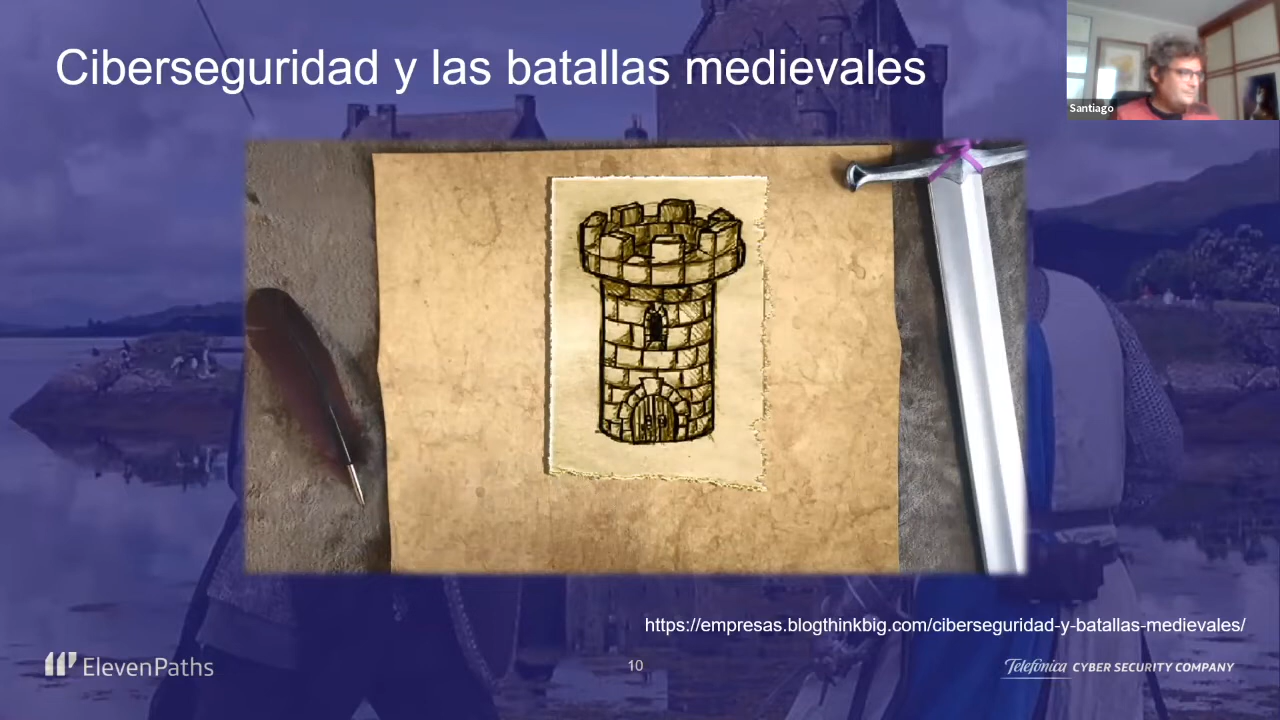 Ciberseguridad y las batallas medievales
Santiago
https://empresas.blogthinkbig.com/ciberseguridad-y-batallas-medievales/
ElevenPaths
10
Telefónica CYBER SECURITY COMPANY